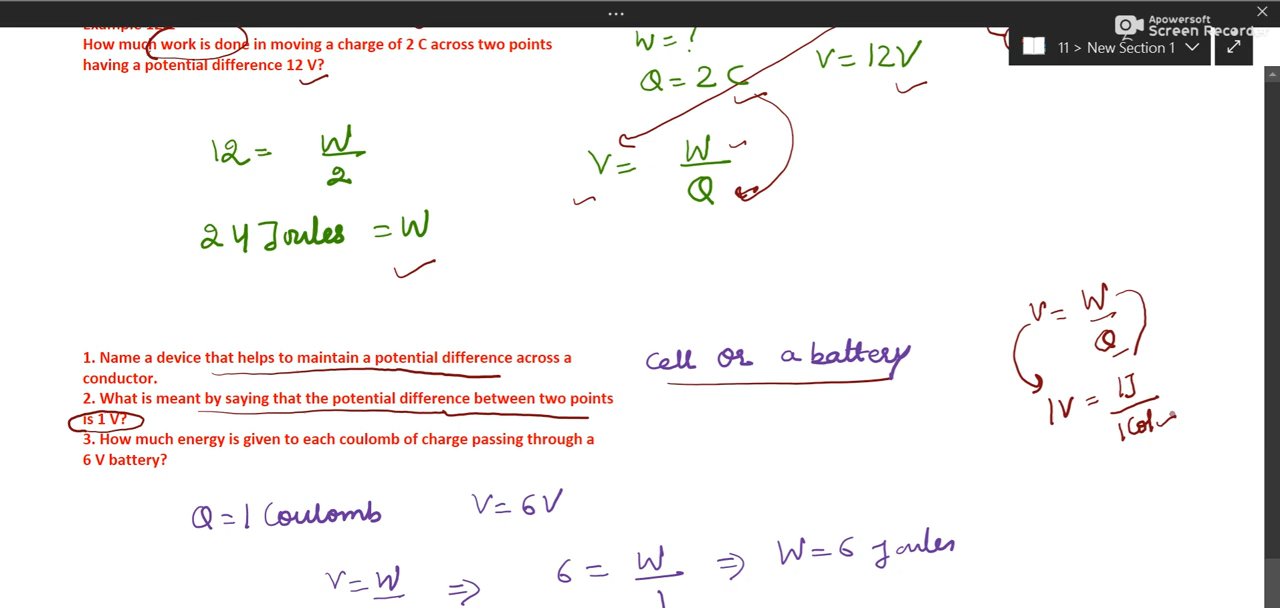 ...
Apowersoft
Screen Recorder
11 > New Section 1
How much work is done in moving a charge of 2 C across two points
having a potential difference 12 V?
W = ?
Q = 2 C
V = 12V
12 = W/2
V = W/Q
24 Joules = W
V = W/Q
1V = 1J/1Col
1. Name a device that helps to maintain a potential difference across a
conductor.
cell or a battery
2. What is meant by saying that the potential difference between two points
is 1 V?
3. How much energy is given to each coulomb of charge passing through a
6 V battery?
Q = 1 Coulomb
V = 6V
V = W
⇒
6 = W/1
⇒ W = 6 Joules